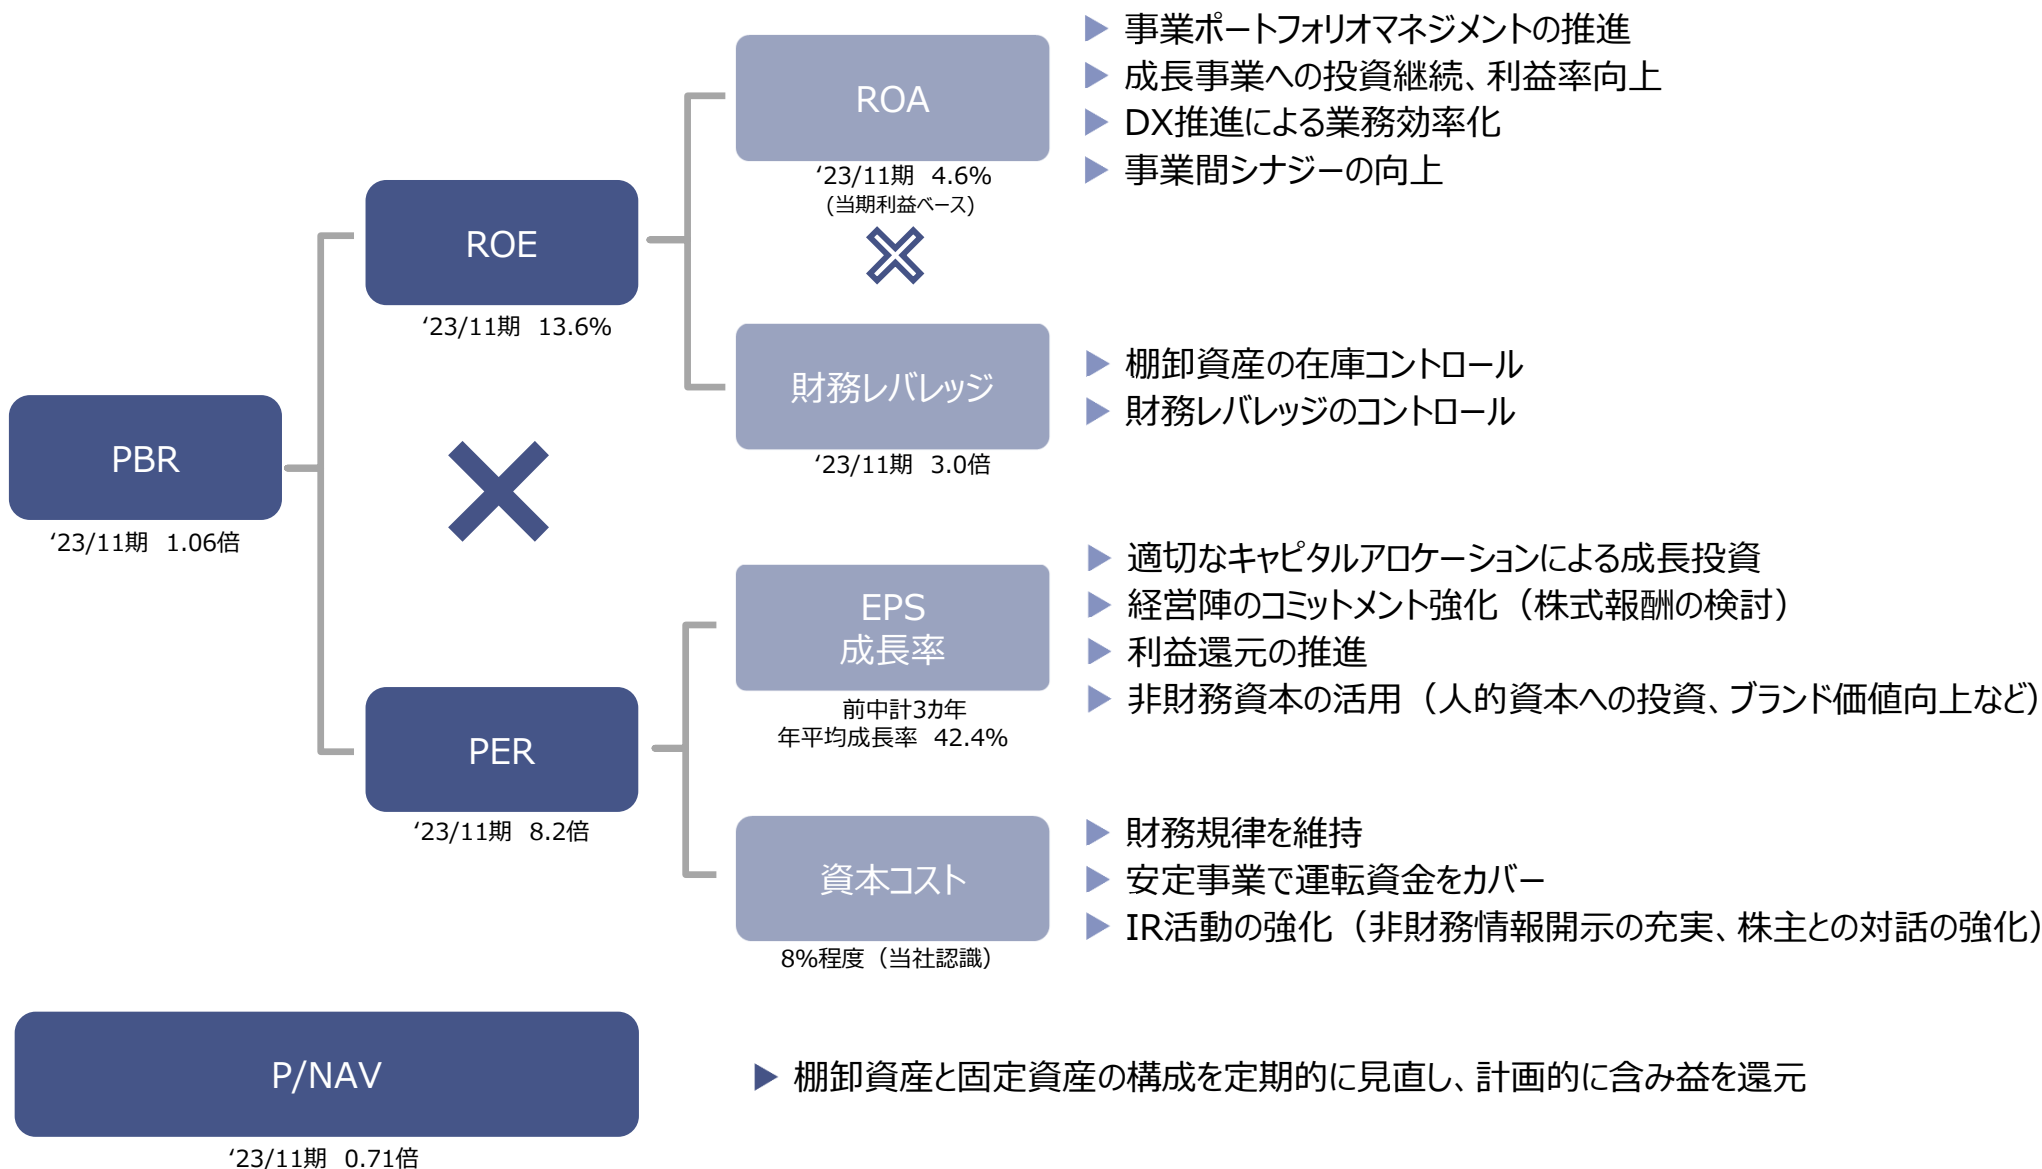 PBR
‘23/11期 1.06倍
ROE
‘23/11期 13.6%
PER
‘23/11期 8.2倍
ROA
‘23/11期 4.6%
(当期利益ベース)
財務レバレッジ
‘23/11期 3.0倍
EPS
成長率
前中計3カ年
年平均成長率 42.4%
資本コスト
8%程度（当社認識）
事業ポートフォリオマネジメントの推進
成長事業への投資継続、利益率向上
DX推進による業務効率化
事業間シナジーの向上
棚卸資産の在庫コントロール
財務レバレッジのコントロール
適切なキャピタルアロケーションによる成長投資
経営陣のコミットメント強化（株式報酬の検討）
利益還元の推進
非財務資本の活用（人的資本への投資、ブランド価値向上など）
財務規律を維持
安定事業で運転資金をカバー
IR活動の強化（非財務情報開示の充実、株主との対話の強化）
P/NAV
‘23/11期 0.71倍
棚卸資産と固定資産の構成を定期的に見直し、計画的に含み益を還元